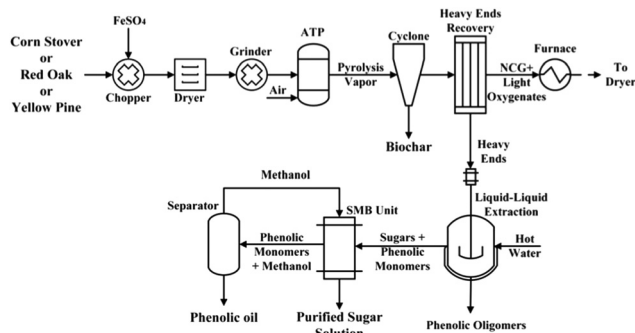 FeSO4
Corn Stover
or
Red Oak
or
Yellow Pine
Chopper
Dryer
Grinder
Air
ATP
Pyrolysis
Vapor
Cyclone
Biochar
Heavy Ends
Recovery
NCG+
Light
Oxygenates
Furnace
To
Dryer
Heavy
Ends
Liquid-Liquid
Extraction
Hot
Water
Phenolic Oligomers
Sugars +
Phenolic
Monomers
SMB Unit
Purified Sugar
Solution
Methanol
Phenolic
Monomers
+ Methanol
Separator
Phenolic oil